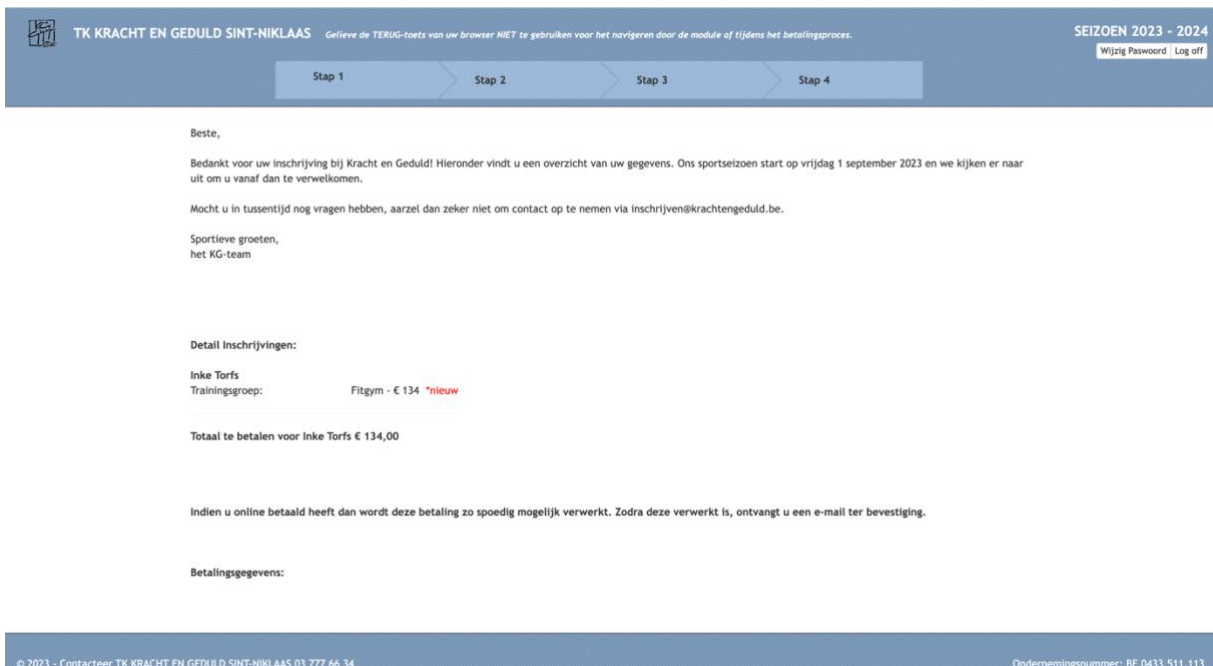 TK KRACHT EN GEDULD SINT-NIKLAAS Gelieve de TERUG-toets van uw browser NIET te gebruiken voor het navigeren door de module of tijdens het betalingsproces.
SEIZOEN 2023 - 2024
Wijzig Paswoord Log off
Stap 1 Stap 2 Stap 3 Stap 4
Beste,
Bedankt voor uw inschrijving bij Kracht en Geduld! Hieronder vindt u een overzicht van uw gegevens. Ons sportseizoen start op vrijdag 1 september 2023 en we kijken er naar
uit om u vanaf dan te verwelkomen.
Mocht u in tussentijd nog vragen hebben, aarzel dan zeker niet om contact op te nemen via inschrijven@krachtengeduld.be.
Sportieve groeten,
het KG-team
Detail Inschrijvingen:
Inke Torfs
Trainingsgroep: Fitgym - € 134 *nieuw
Totaal te betalen voor Inke Torfs € 134,00
Indien u online betaald heeft dan wordt deze betaling zo spoedig mogelijk verwerkt. Zodra deze verwerkt is, ontvangt u een e-mail ter bevestiging.
Betalingsgegevens:
© 2023 - Contacteer TK KRACHT EN GEDULD SINT-NIKLAAS 03 777 66 34
Ondernemingsnummer: BE 0433.511.113